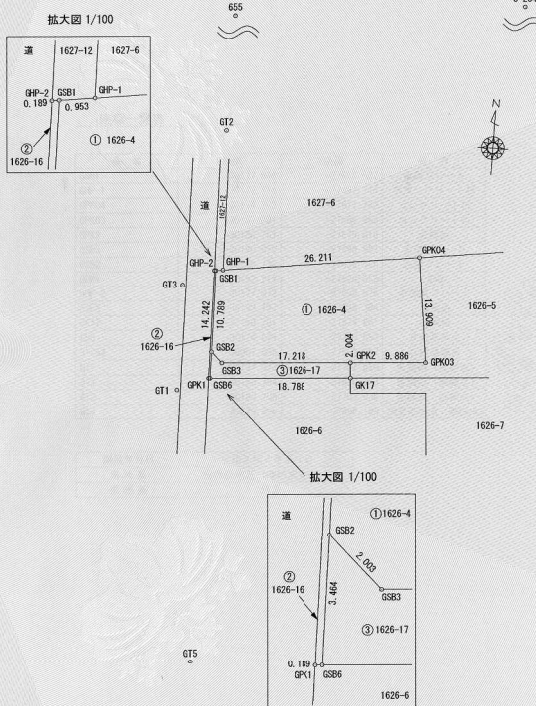 655
拡大図 1/100
道
1627-12
1627-6
GHP-2
GSB1
GHP-1
0.189
0.953
②
1626-16
① 1626-4
GT2
N
道
1627-12
1627-6
GPK04
26.211
GHP-2
GHP-1
GSB1
GT3
14.242
10.789
① 1626-4
13.909
1626-5
②
1626-16
GSB2
17.218
2.004
GPK2
9.886
GSB3
③1626-17
GPK03
GPK1
GSB6
18.786
GK17
GT1
1626-6
1626-7
拡大図 1/100
道
①1626-4
GSB2
2.003
②
1626-16
3.464
GSB3
③ 1626-17
GPK1
GSB6
1626-6
GT5